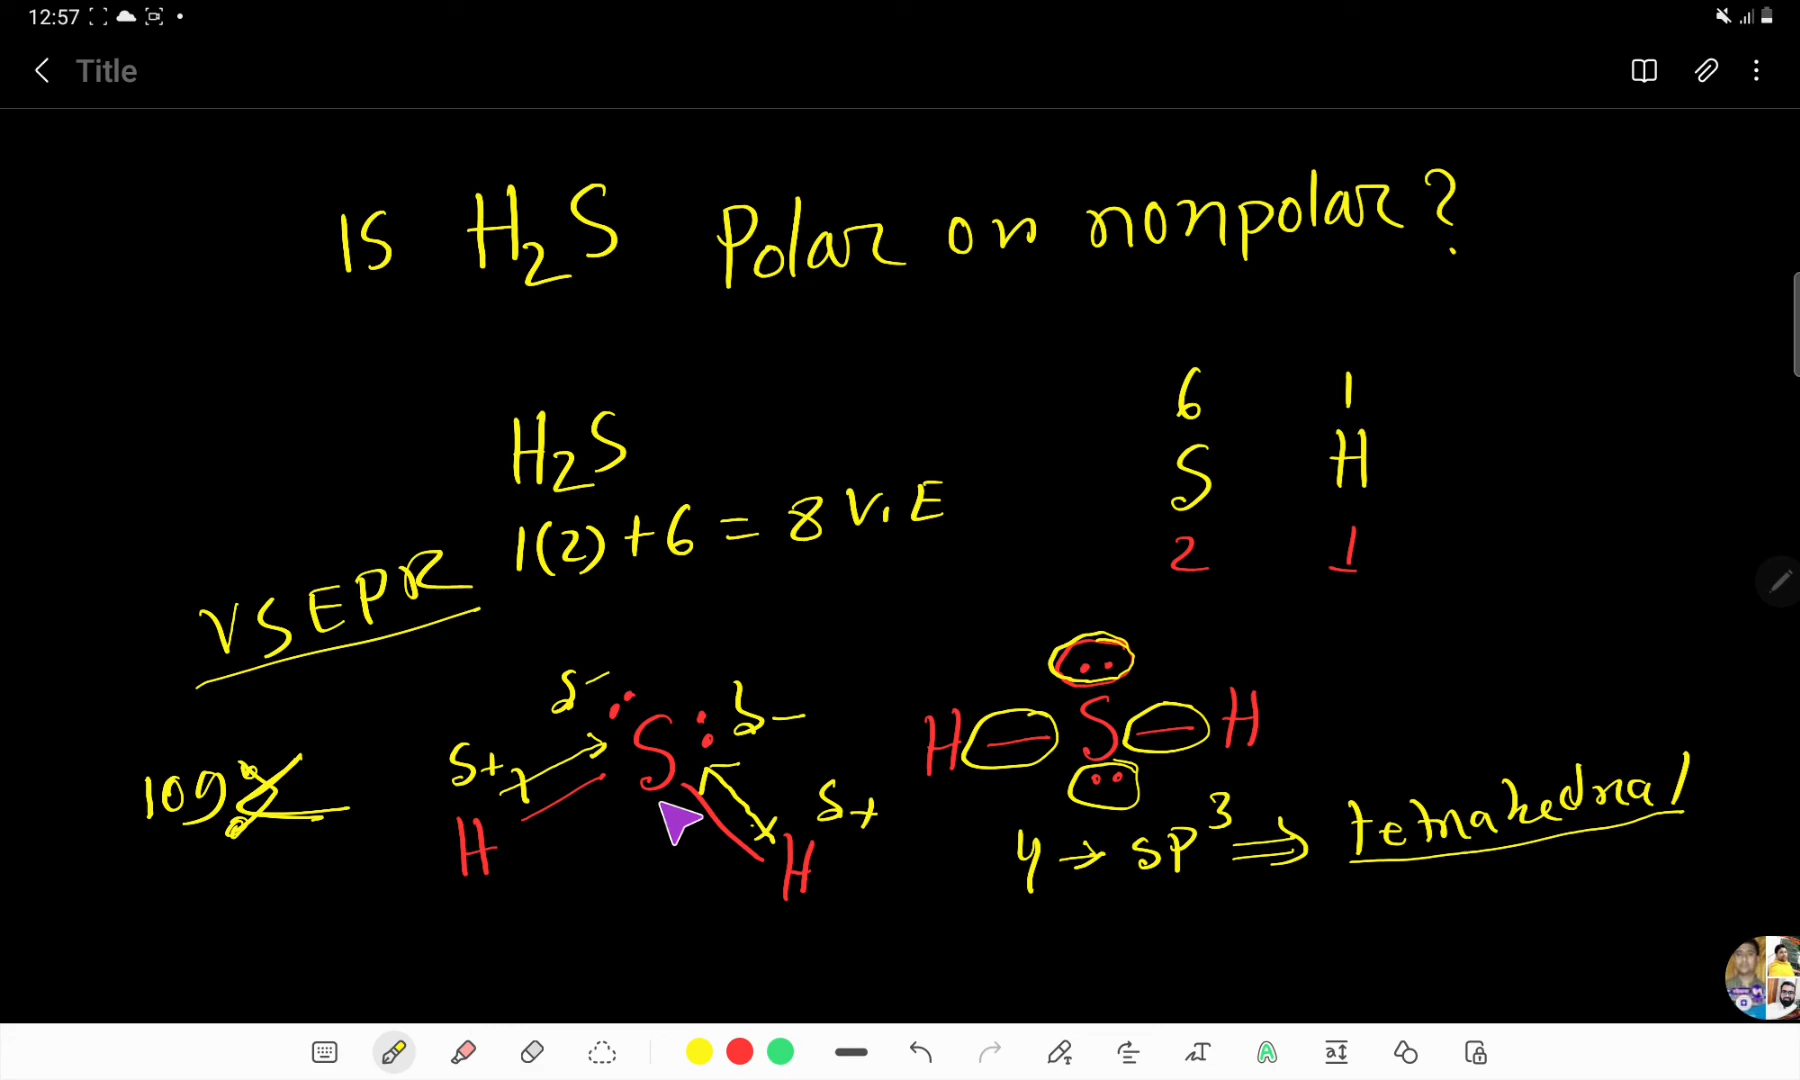 12:57
Title
Is H2S Polar or nonpolar?
6 1
H2S S H
1(2)+6 = 8 V.E 2 1
VSEPR
δ- δ- H — S — H
δ+ S δ+
109
H H
4 → sp³ ⇒ tetrahedral